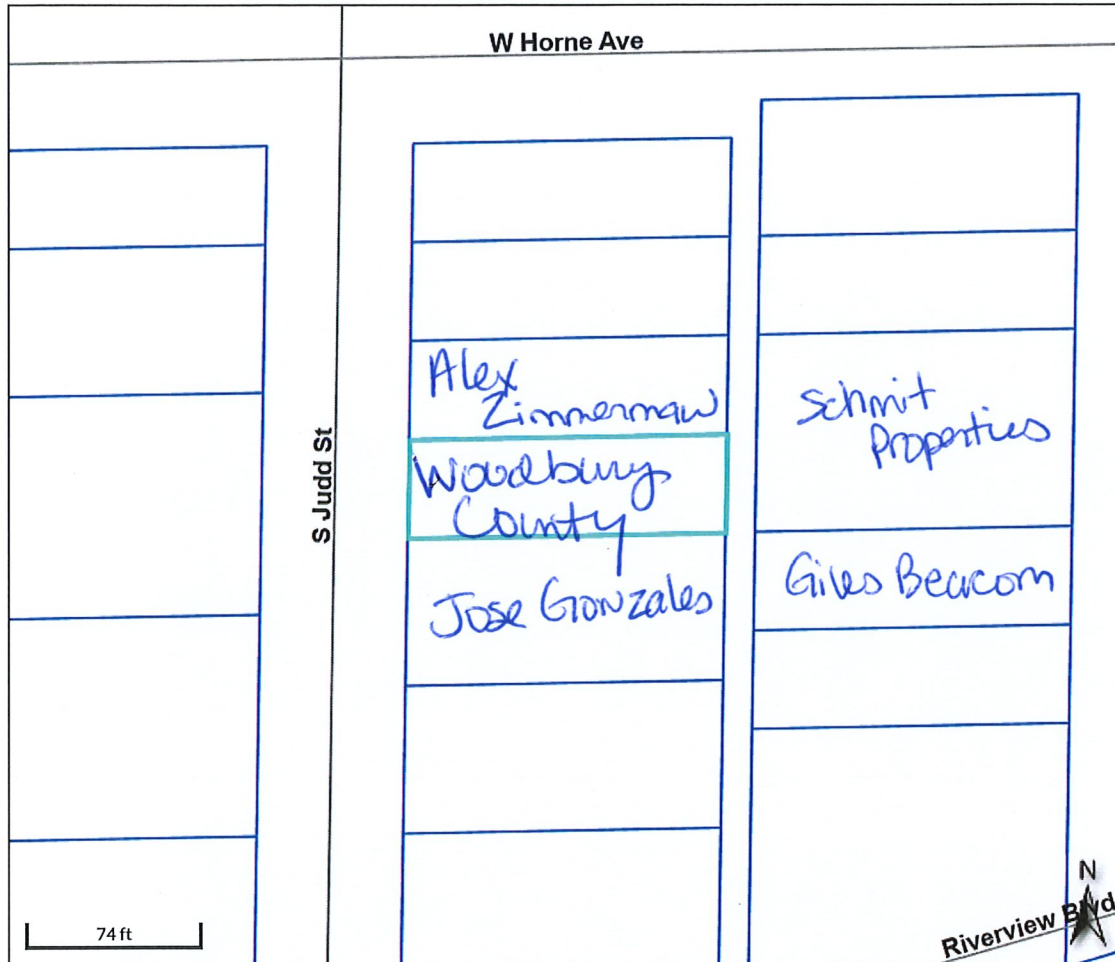 W Horne Ave
S Judd St
Alex
Zimmerman
Woodbury
County
Jose Gonzales
Schmit
Properties
Giles Beacom
74 ft
N
Riverview Blvd